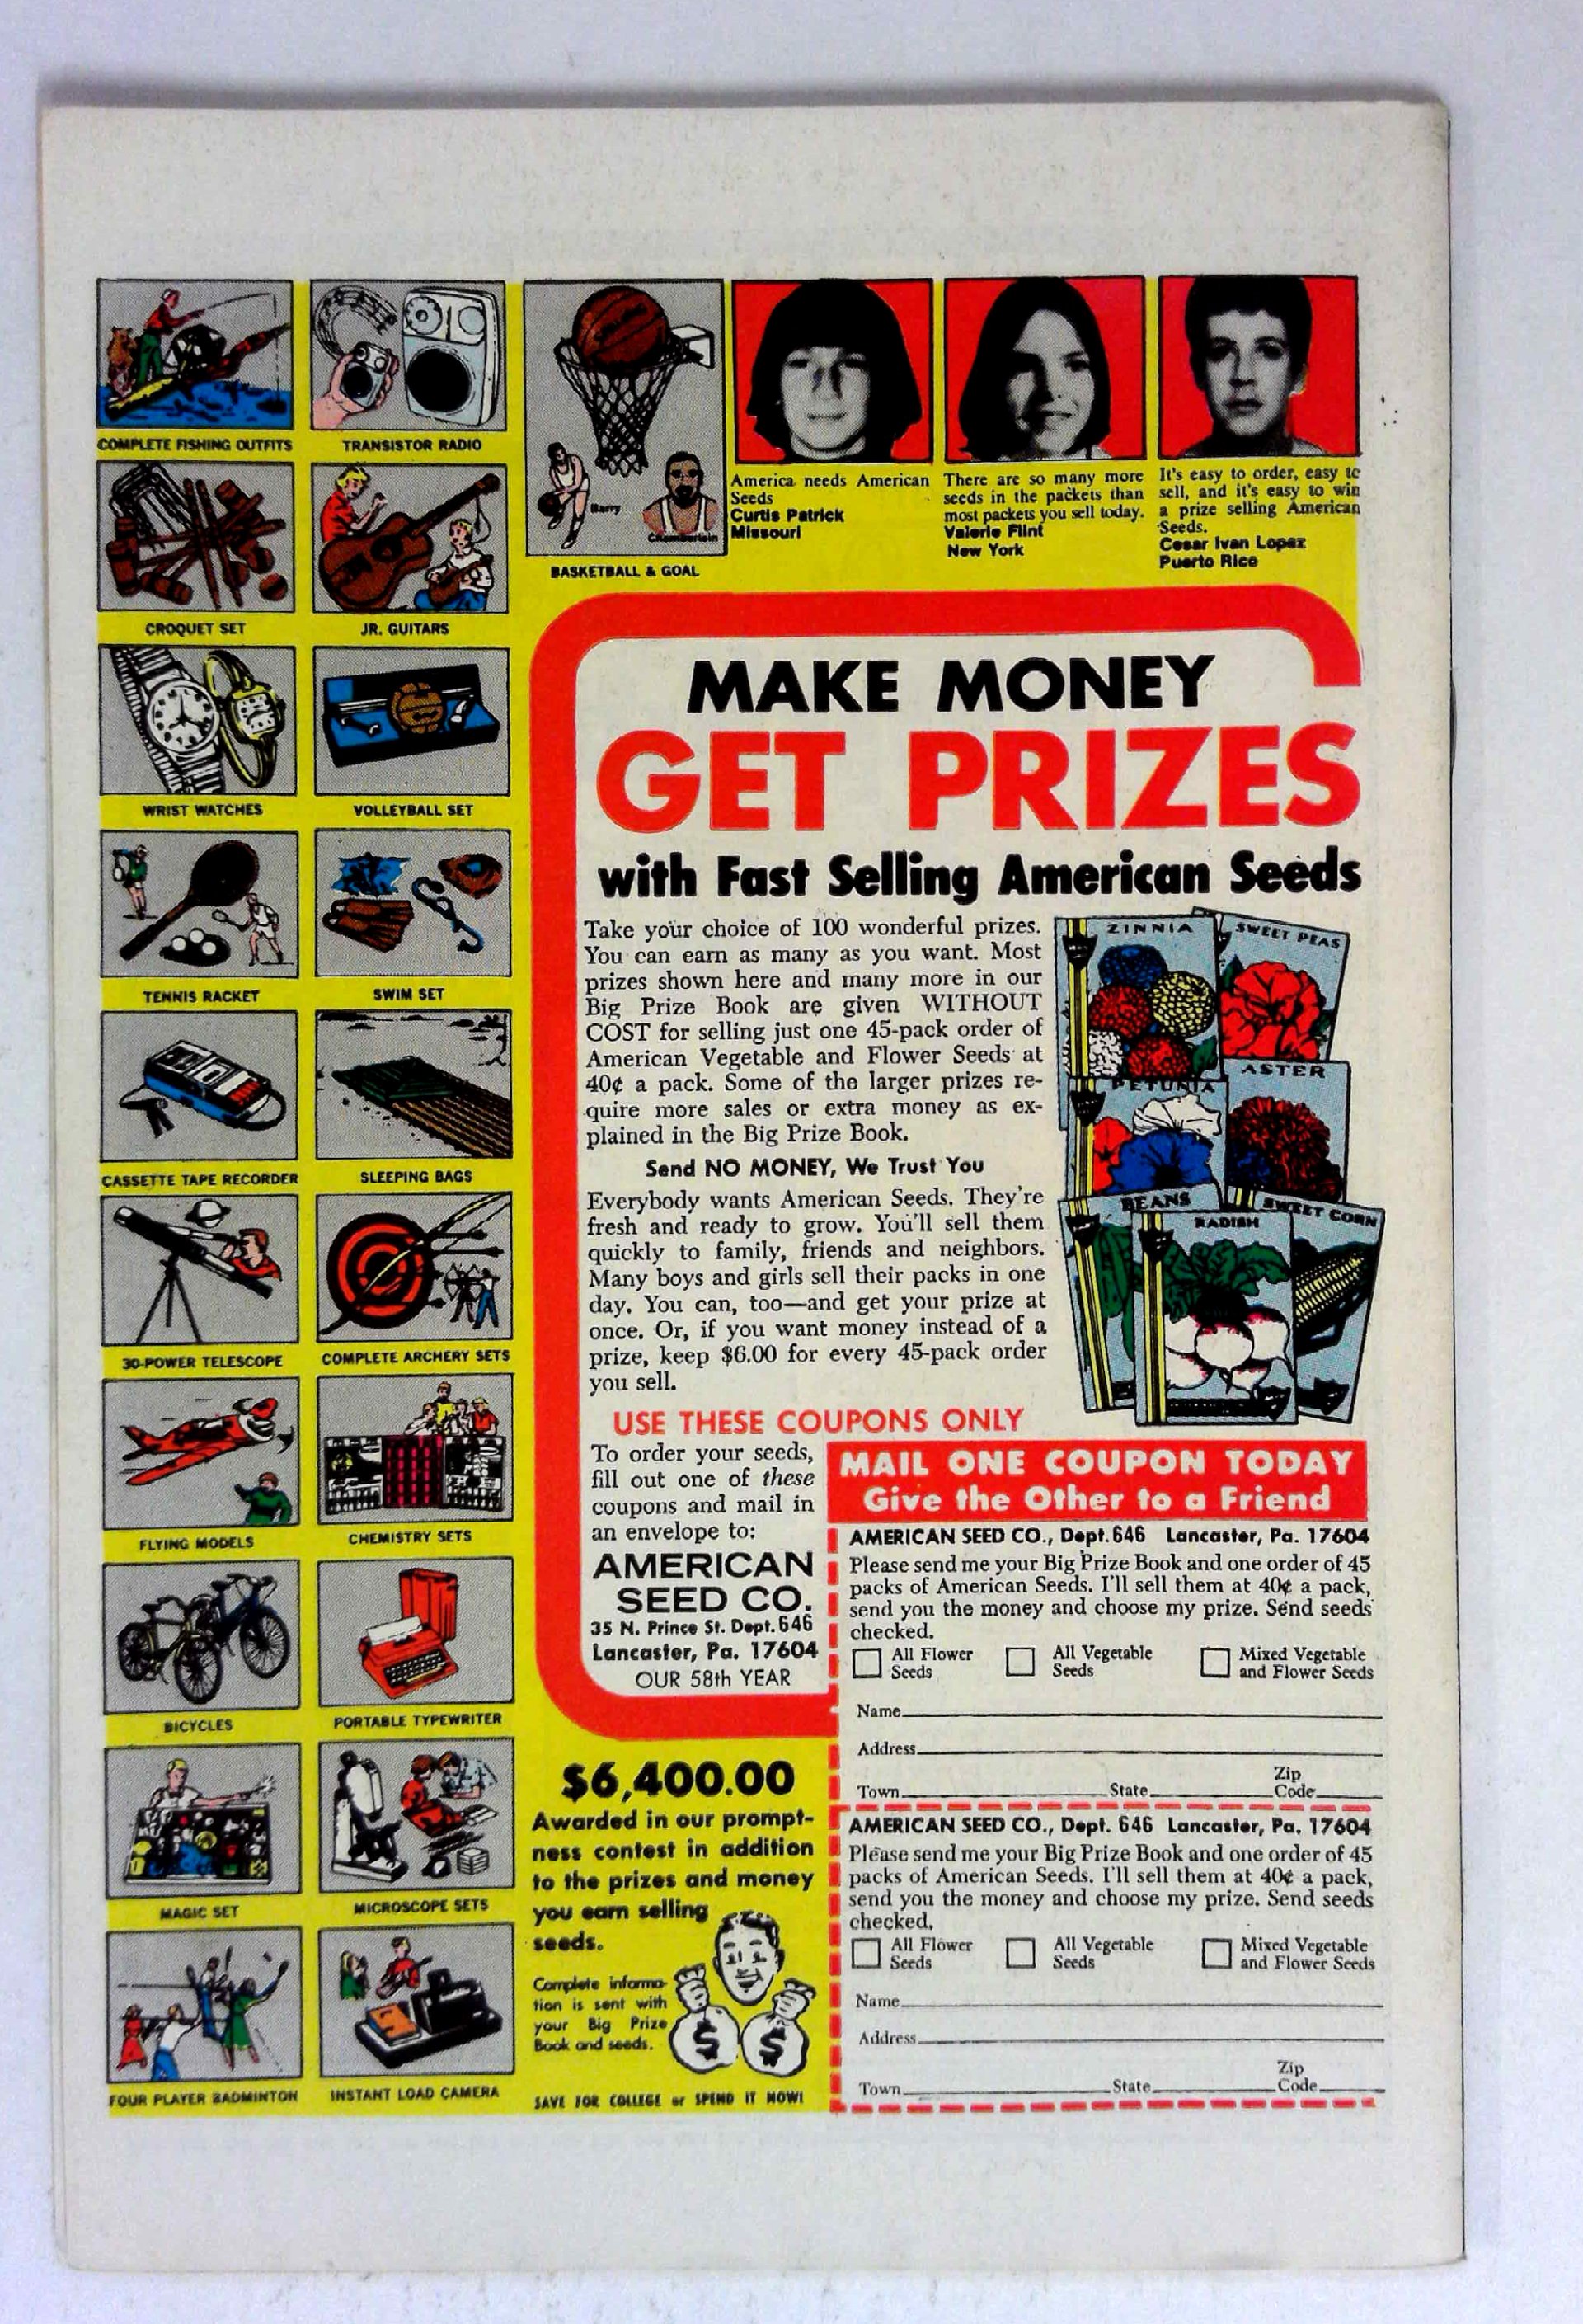 COMPLETE FISHING OUTFITS
TRANSISTOR RADIO
Barry
Chamberlain
BASKETBALL & GOAL
America needs American
Seeds
Curtis Patrick
Missouri
There are so many more
seeds in the packets than
most packets you sell today.
Valerie Flint
New York
It's easy to order, easy to
sell, and it's easy to win
a prize selling American
Seeds.
Cesar Ivan Lopez
Puerto Rico
CROQUET SET
JR. GUITARS
WRIST WATCHES
VOLLEYBALL SET
TENNIS RACKET
SWIM SET
CASSETTE TAPE RECORDER
SLEEPING BAGS
30-POWER TELESCOPE
COMPLETE ARCHERY SETS
FLYING MODELS
CHEMISTRY SETS
BICYCLES
PORTABLE TYPEWRITER
MAGIC SET
MICROSCOPE SETS
FOUR PLAYER BADMINTON
INSTANT LOAD CAMERA
MAKE MONEY
GET PRIZES
with Fast Selling American Seeds
Take your choice of 100 wonderful prizes.
You can earn as many as you want. Most
prizes shown here and many more in our
Big Prize Book are given WITHOUT
COST for selling just one 45-pack order of
American Vegetable and Flower Seeds at
40¢ a pack. Some of the larger prizes re-
quire more sales or extra money as ex-
plained in the Big Prize Book.
Send NO MONEY, We Trust You
Everybody wants American Seeds. They're
fresh and ready to grow. You'll sell them
quickly to family, friends and neighbors.
Many boys and girls sell their packs in one
day. You can, too—and get your prize at
once. Or, if you want money instead of a
prize, keep $6.00 for every 45-pack order
you sell.
ZINNIA
SWEET PEAS
PETUNIA
ASTER
BEANS
RADISH
SWEET CORN
USE THESE COUPONS ONLY
To order your seeds,
fill out one of these
coupons and mail in
an envelope to:
AMERICAN
SEED CO.
35 N. Prince St. Dept. 646
Lancaster, Pa. 17604
OUR 58th YEAR
MAIL ONE COUPON TODAY
Give the Other to a Friend
AMERICAN SEED CO., Dept. 646 Lancaster, Pa. 17604
Please send me your Big Prize Book and one order of 45
packs of American Seeds. I'll sell them at 40¢ a pack,
send you the money and choose my prize. Send seeds
checked.
All Flower Seeds
All Vegetable Seeds
Mixed Vegetable and Flower Seeds
Name
Address
Town State Zip Code
AMERICAN SEED CO., Dept. 646 Lancaster, Pa. 17604
Please send me your Big Prize Book and one order of 45
packs of American Seeds. I'll sell them at 40¢ a pack,
send you the money and choose my prize. Send seeds
checked.
All Flower Seeds
All Vegetable Seeds
Mixed Vegetable and Flower Seeds
Name
Address
Town State Zip Code
$6,400.00
Awarded in our prompt-
ness contest in addition
to the prizes and money
you earn selling
seeds.
Complete informa-
tion is sent with
your Big Prize
Book and seeds.
$ $
SAVE FOR COLLEGE or SPEND IT NOW!